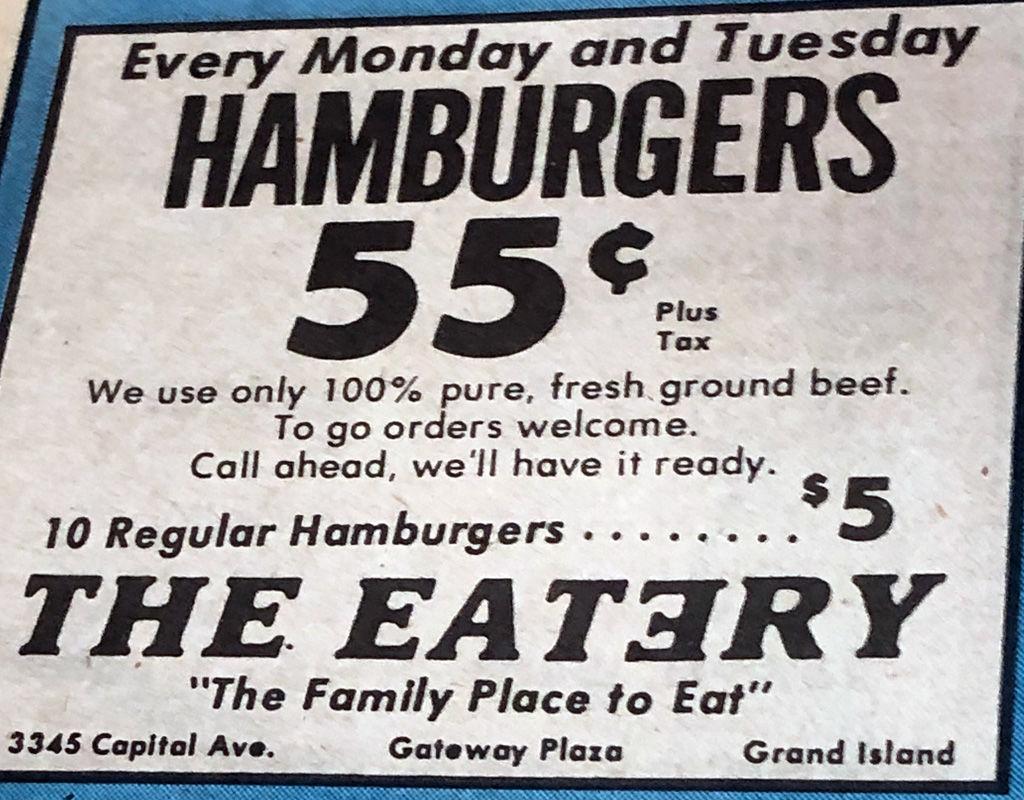 Every Monday and Tuesday
HAMBURGERS
55¢ Plus Tax
We use only 100% pure, fresh ground beef.
To go orders welcome.
Call ahead, we'll have it ready.
10 Regular Hamburgers ........ $5
THE EATƎRY
"The Family Place to Eat"
3345 Capital Ave. Gateway Plaza Grand Island